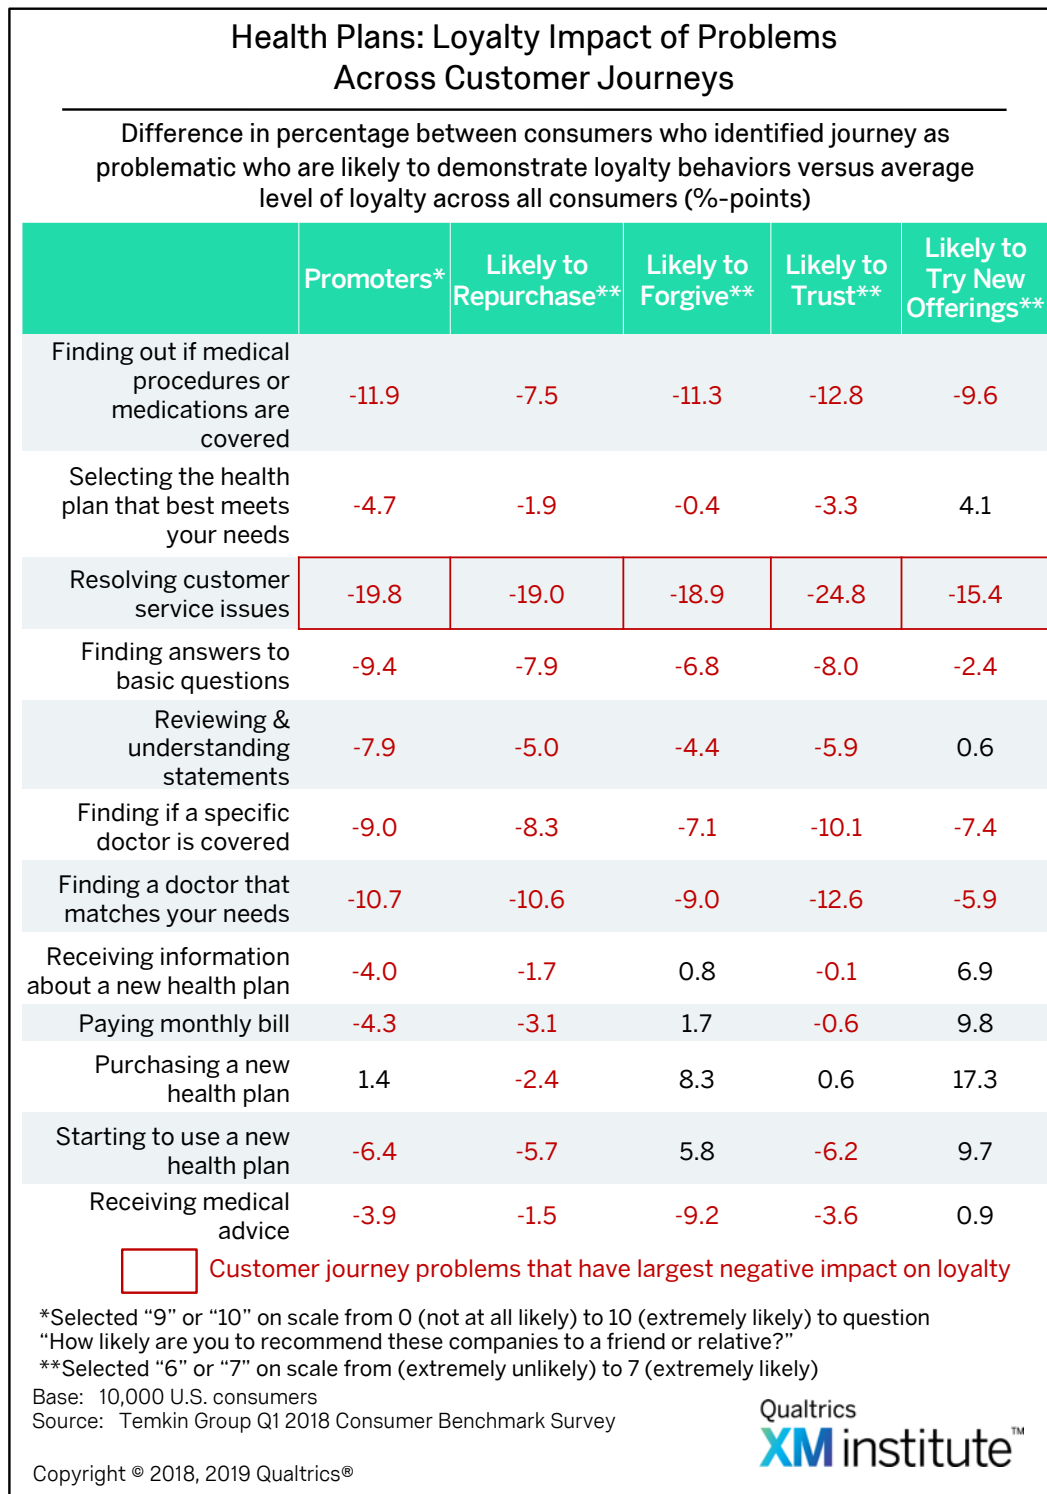 Health Plans: Loyalty Impact of Problems
Across Customer Journeys
Difference in percentage between consumers who identified journey as
problematic who are likely to demonstrate loyalty behaviors versus average
level of loyalty across all consumers (%-points)
Promoters*
Likely to
Repurchase**
Likely to
Forgive**
Likely to
Trust**
Likely to
Try New
Offerings**
Finding out if medical
procedures or
medications are
covered
-11.9 -7.5 -11.3 -12.8 -9.6
Selecting the health
plan that best meets
your needs
-4.7 -1.9 -0.4 -3.3 4.1
Resolving customer
service issues
-19.8 -19.0 -18.9 -24.8 -15.4
Finding answers to
basic questions
-9.4 -7.9 -6.8 -8.0 -2.4
Reviewing &
understanding
statements
-7.9 -5.0 -4.4 -5.9 0.6
Finding if a specific
doctor is covered
-9.0 -8.3 -7.1 -10.1 -7.4
Finding a doctor that
matches your needs
-10.7 -10.6 -9.0 -12.6 -5.9
Receiving information
about a new health plan
-4.0 -1.7 0.8 -0.1 6.9
Paying monthly bill
-4.3 -3.1 1.7 -0.6 9.8
Purchasing a new
health plan
1.4 -2.4 8.3 0.6 17.3
Starting to use a new
health plan
-6.4 -5.7 5.8 -6.2 9.7
Receiving medical
advice
-3.9 -1.5 -9.2 -3.6 0.9
Customer journey problems that have largest negative impact on loyalty
*Selected “9” or “10” on scale from 0 (not at all likely) to 10 (extremely likely) to question
“How likely are you to recommend these companies to a friend or relative?”
**Selected “6” or “7” on scale from (extremely unlikely) to 7 (extremely likely)
Base: 10,000 U.S. consumers
Source: Temkin Group Q1 2018 Consumer Benchmark Survey
Copyright © 2018, 2019 Qualtrics®
Qualtrics
XM institute™